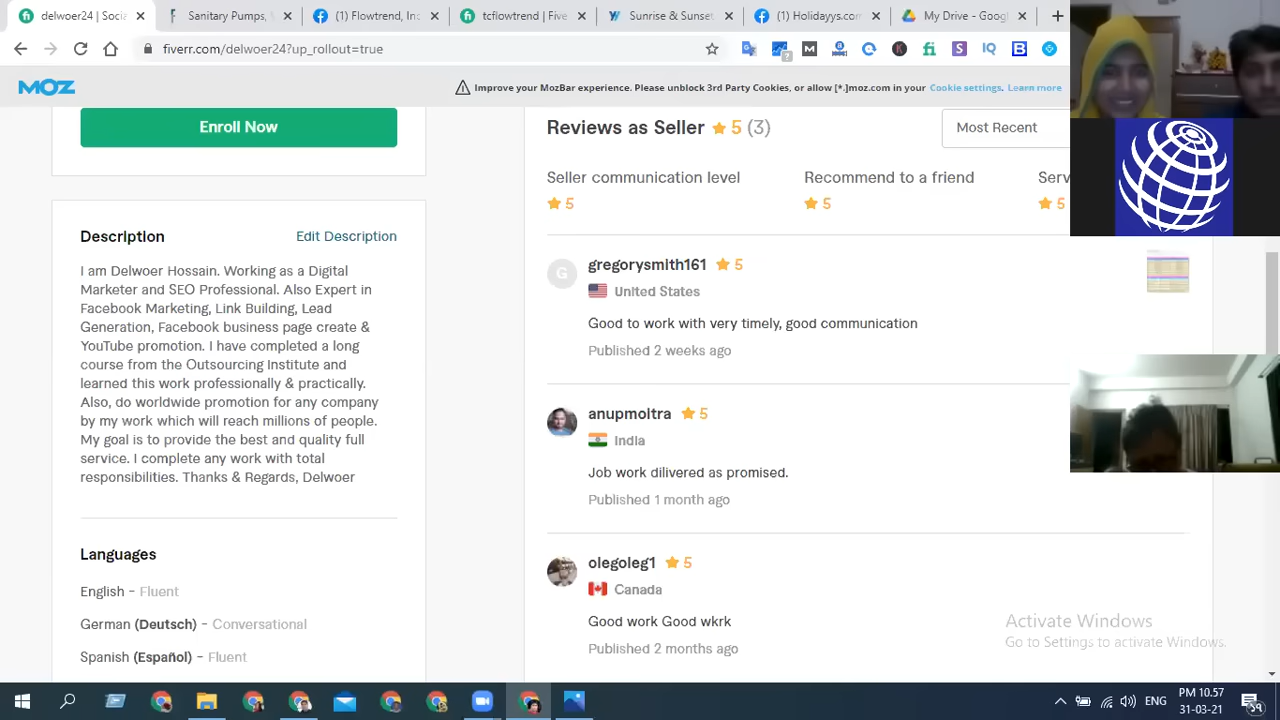 delwoer24 | Socia
Sanitary Pumps,
(1) Flowtrend, Inc
tcflowtrend | Five
Sunrise & Sunset
(1) Holidayys.com
My Drive - Googl
fiverr.com/delwoer24?up_rollout=true
MOZ
Improve your MozBar experience. Please unblock 3rd Party Cookies, or allow [*.]moz.com in your Cookie settings. Learn more
Enroll Now
Description
Edit Description
I am Delwoer Hossain. Working as a Digital
Marketer and SEO Professional. Also Expert in
Facebook Marketing, Link Building, Lead
Generation, Facebook business page create &
YouTube promotion. I have completed a long
course from the Outsourcing Institute and
learned this work professionally & practically.
Also, do worldwide promotion for any company
by my work which will reach millions of people.
My goal is to provide the best and quality full
service. I complete any work with total
responsibilities. Thanks & Regards, Delwoer
Languages
English - Fluent
German (Deutsch) - Conversational
Spanish (Español) - Fluent
Reviews as Seller 5 (3)
Most Recent
Seller communication level
5
Recommend to a friend
5
Serv
5
G
gregorysmith161 5
United States
Good to work with very timely, good communication
Published 2 weeks ago
anupmoitra 5
India
Job work dilivered as promised.
Published 1 month ago
olegoleg1 5
Canada
Good work Good wkrk
Published 2 months ago
Activate Windows
Go to Settings to activate Windows.
ENG
PM 10.57
31-03-21